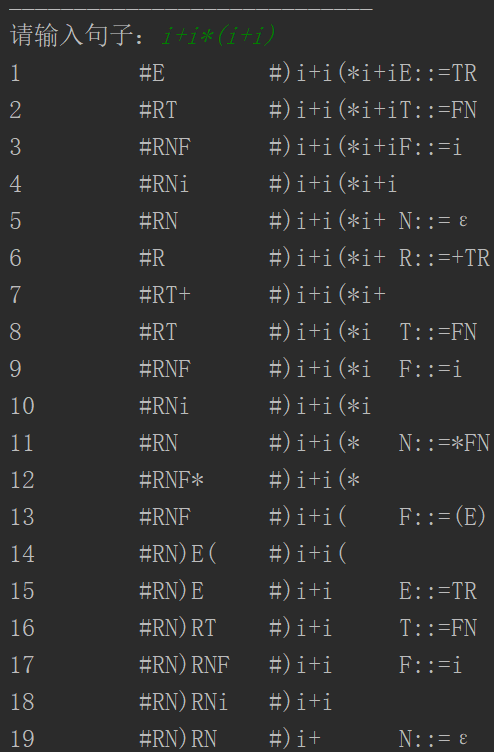 请输入句子: i+i*(i+i)
1 #E #)i+i(*i+iE::=TR
2 #RT #)i+i(*i+iT::=FN
3 #RNF #)i+i(*i+iF::=i
4 #RNi #)i+i(*i+i
5 #RN #)i+i(*i+ N::=ε
6 #R #)i+i(*i+ R::=+TR
7 #RT+ #)i+i(*i+
8 #RT #)i+i(*i T::=FN
9 #RNF #)i+i(*i F::=i
10 #RNi #)i+i(*i
11 #RN #)i+i(* N::=*FN
12 #RNF* #)i+i(*
13 #RNF #)i+i( F::=(E)
14 #RN)E( #)i+i(
15 #RN)E #)i+i E::=TR
16 #RN)RT #)i+i T::=FN
17 #RN)RNF #)i+i F::=i
18 #RN)RNi #)i+i
19 #RN)RN #)i+ N::=ε